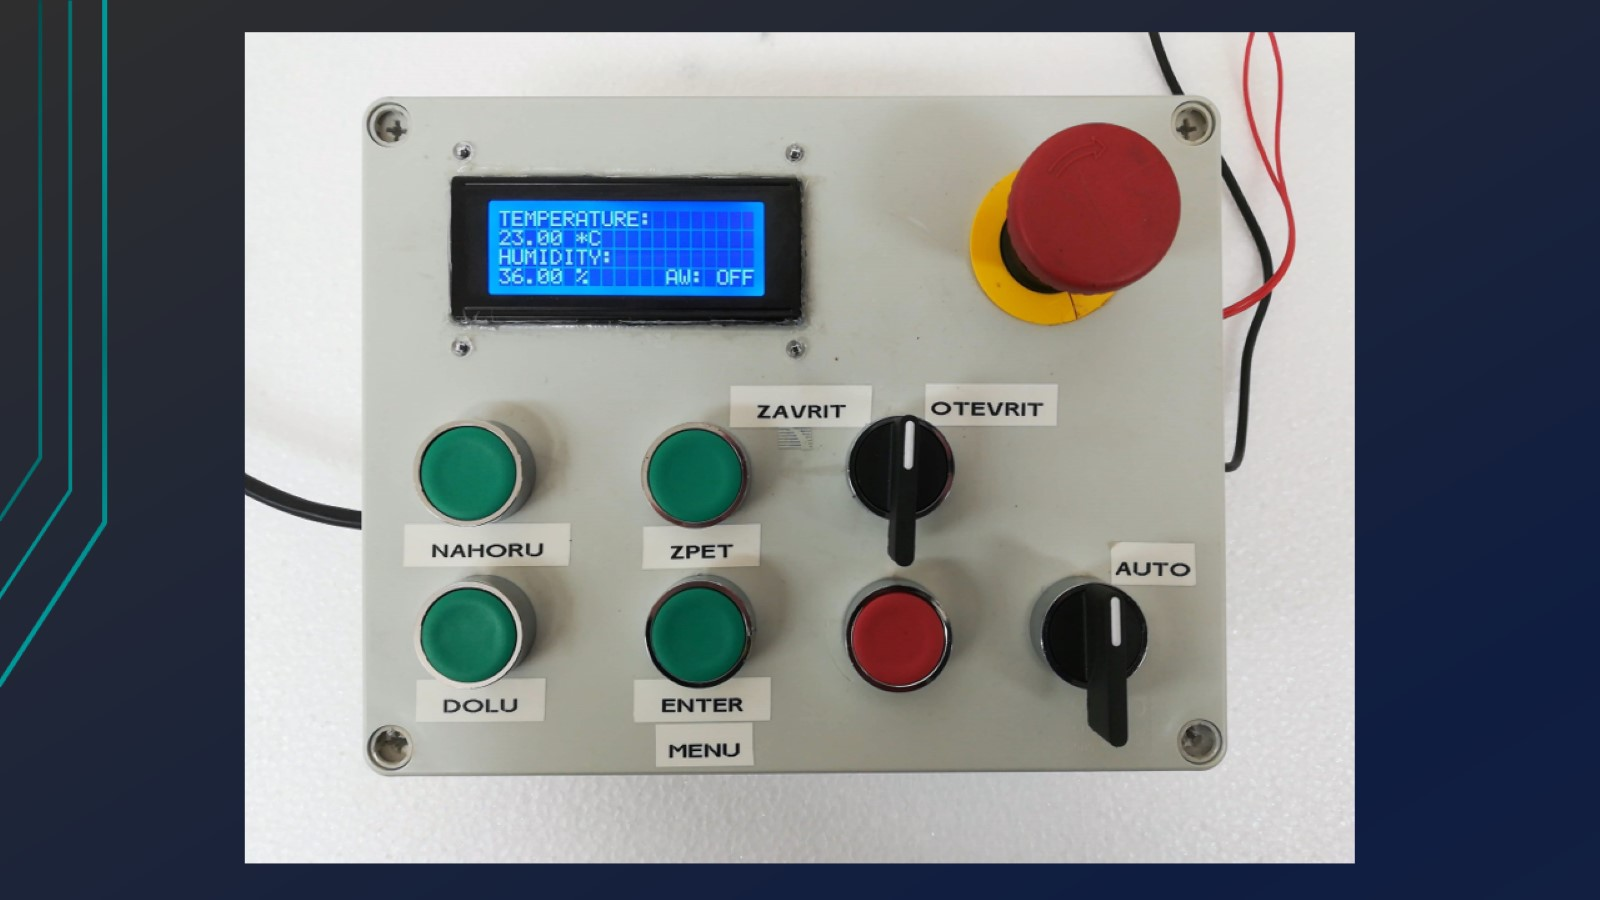 TEMPERATURE:
23.00 *C
HUMIDITY:
36.00 % AW: OFF
ZAVRIT OTEVRIT
NAHORU ZPET
AUTO
DOLU ENTER
MENU